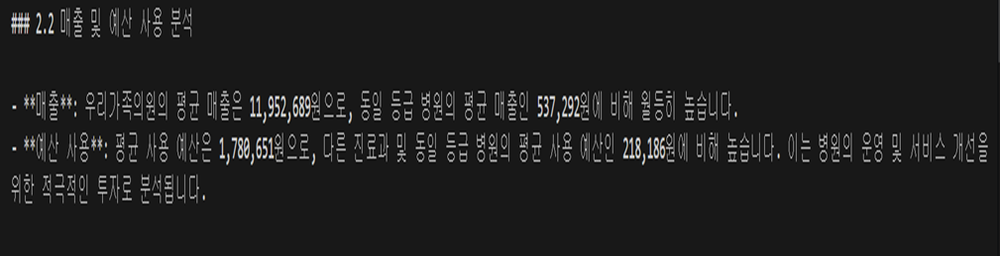 ### 2.2 매출 및 예산 사용 분석
- **매출**: 우리가족의원의 평균 매출은 11,952,689원으로, 동일 등급 병원의 평균 매출인 537,292원에 비해 월등히 높습니다.
- **예산 사용**: 평균 사용 예산은 1,780,651원으로, 다른 진료과 및 동일 등급 병원의 평균 사용 예산인 218,186원에 비해 높습니다. 이는 병원의 운영 및 서비스 개선을
위한 적극적인 투자로 분석됩니다.